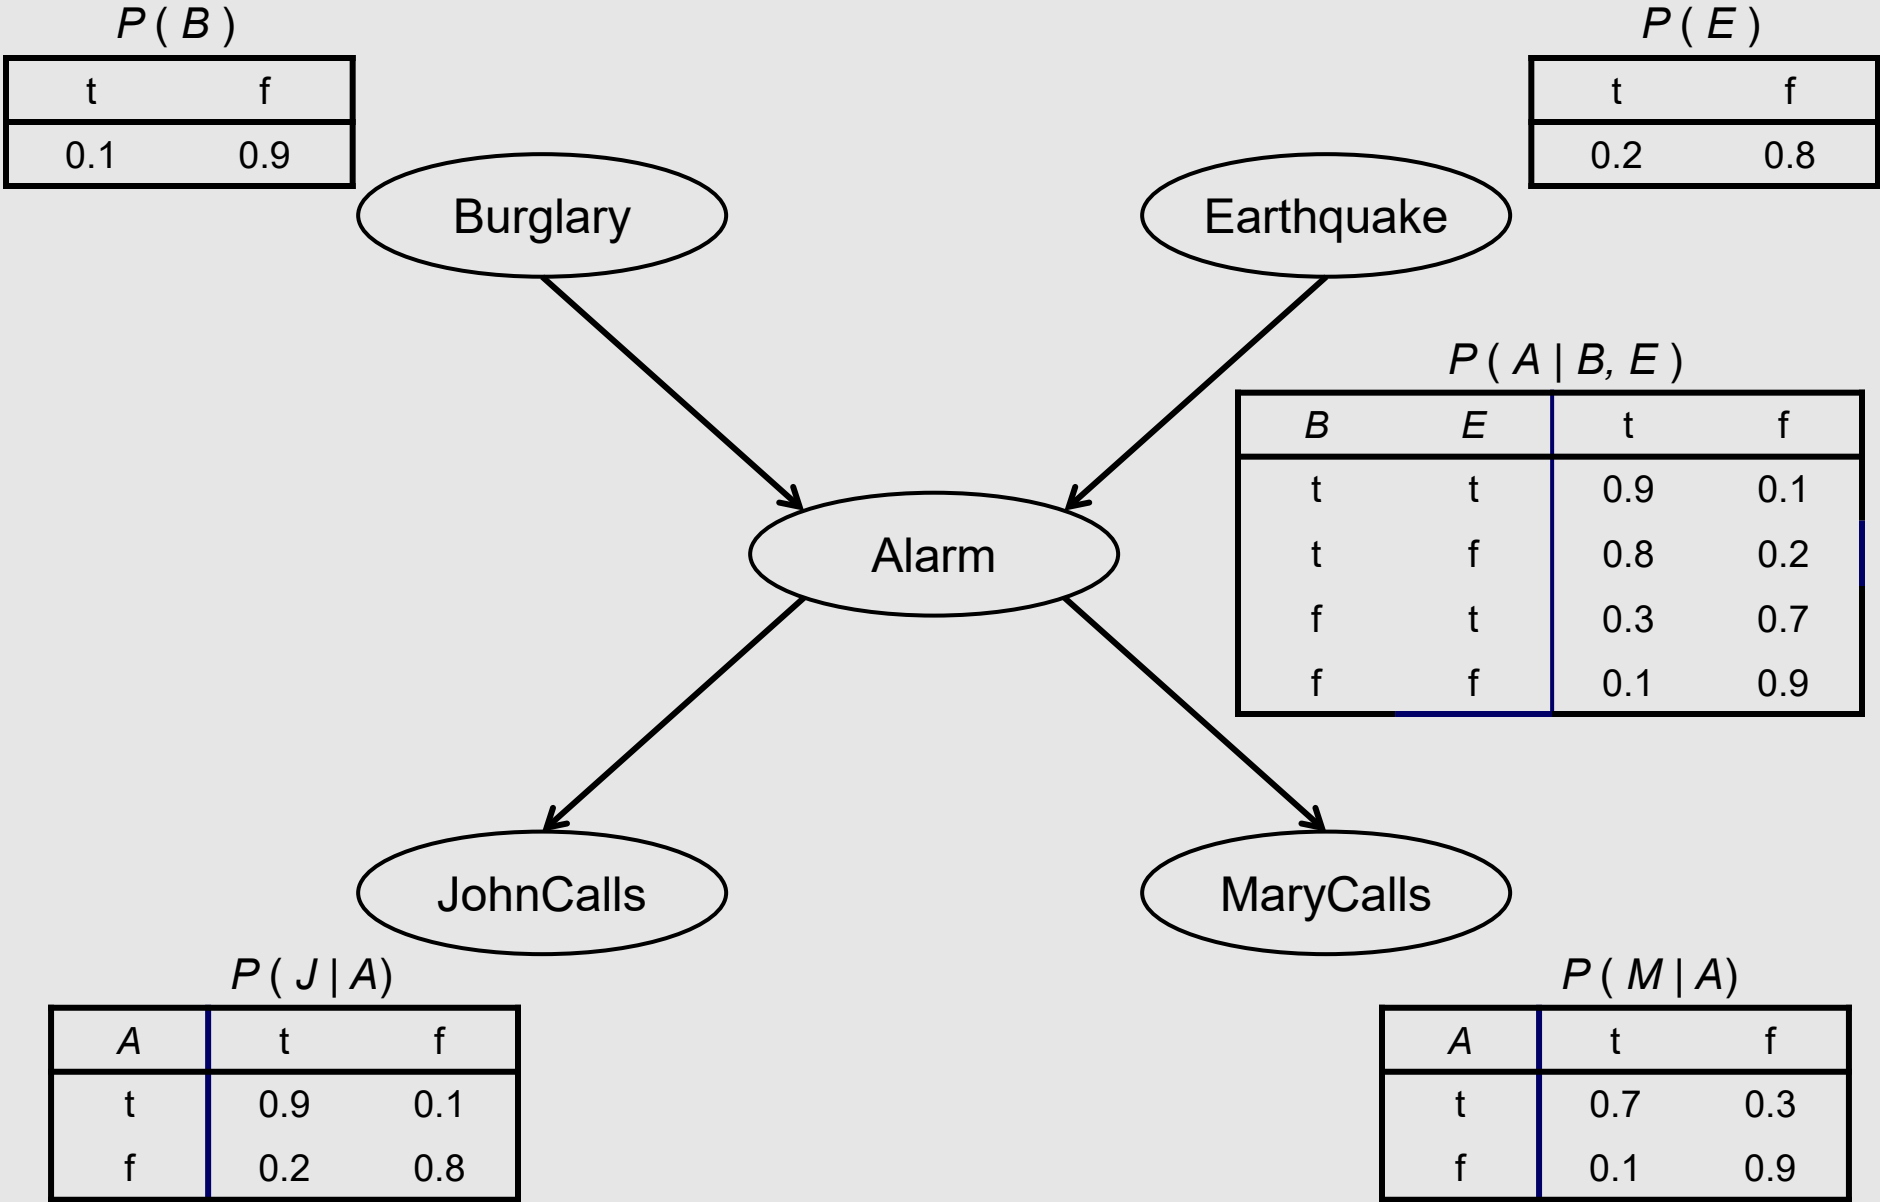 P ( B )
t f
0.1 0.9
P ( E )
t f
0.2 0.8
Burglary
Earthquake
P ( A | B, E )
B E t f
t t 0.9 0.1
t f 0.8 0.2
f t 0.3 0.7
f f 0.1 0.9
Alarm
JohnCalls
MaryCalls
P ( J | A)
A t f
t 0.9 0.1
f 0.2 0.8
P ( M | A)
A t f
t 0.7 0.3
f 0.1 0.9